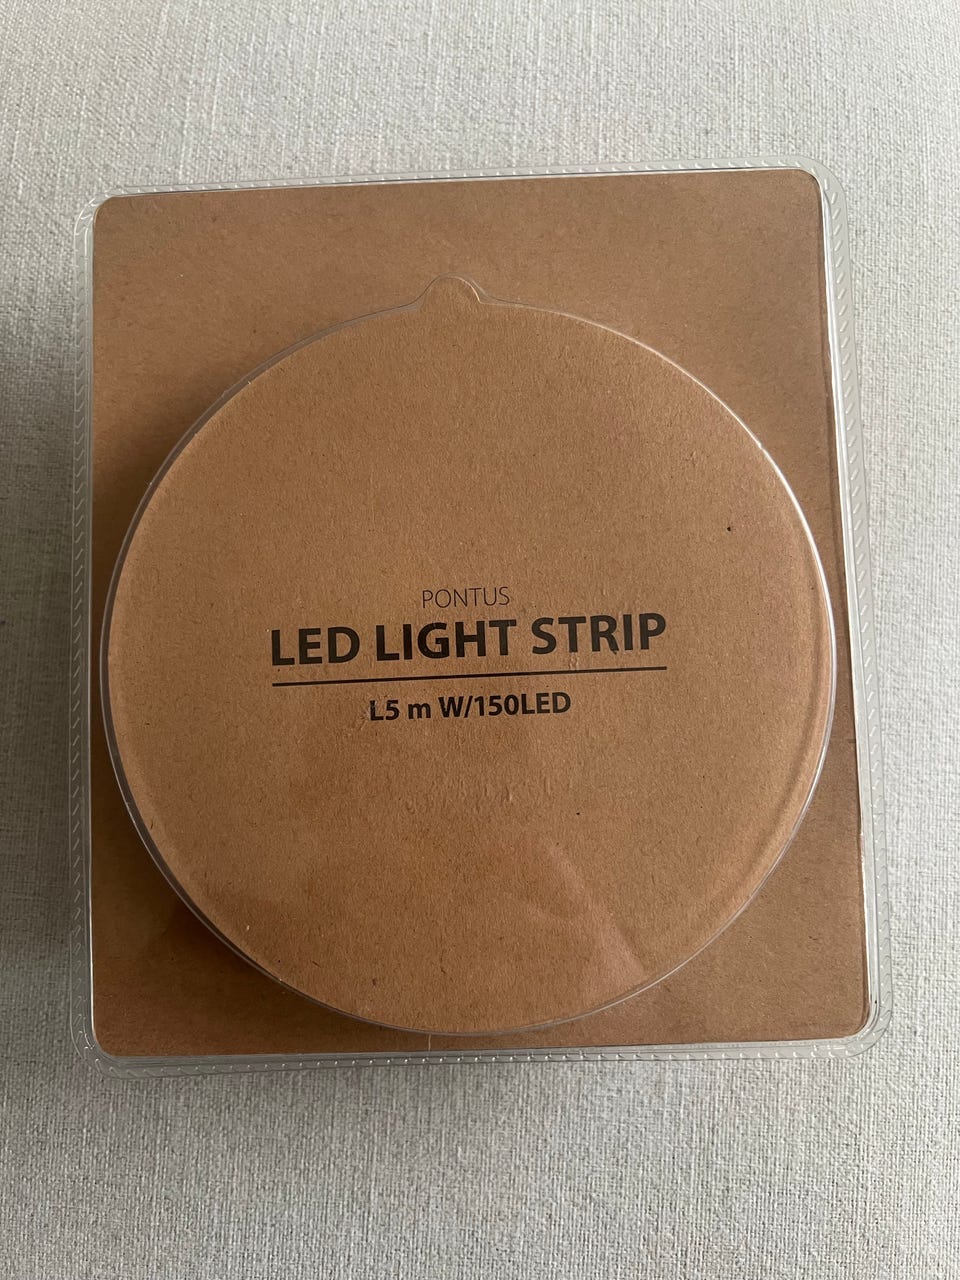 PONTUS
LED LIGHT STRIP
L5 m W/150LED